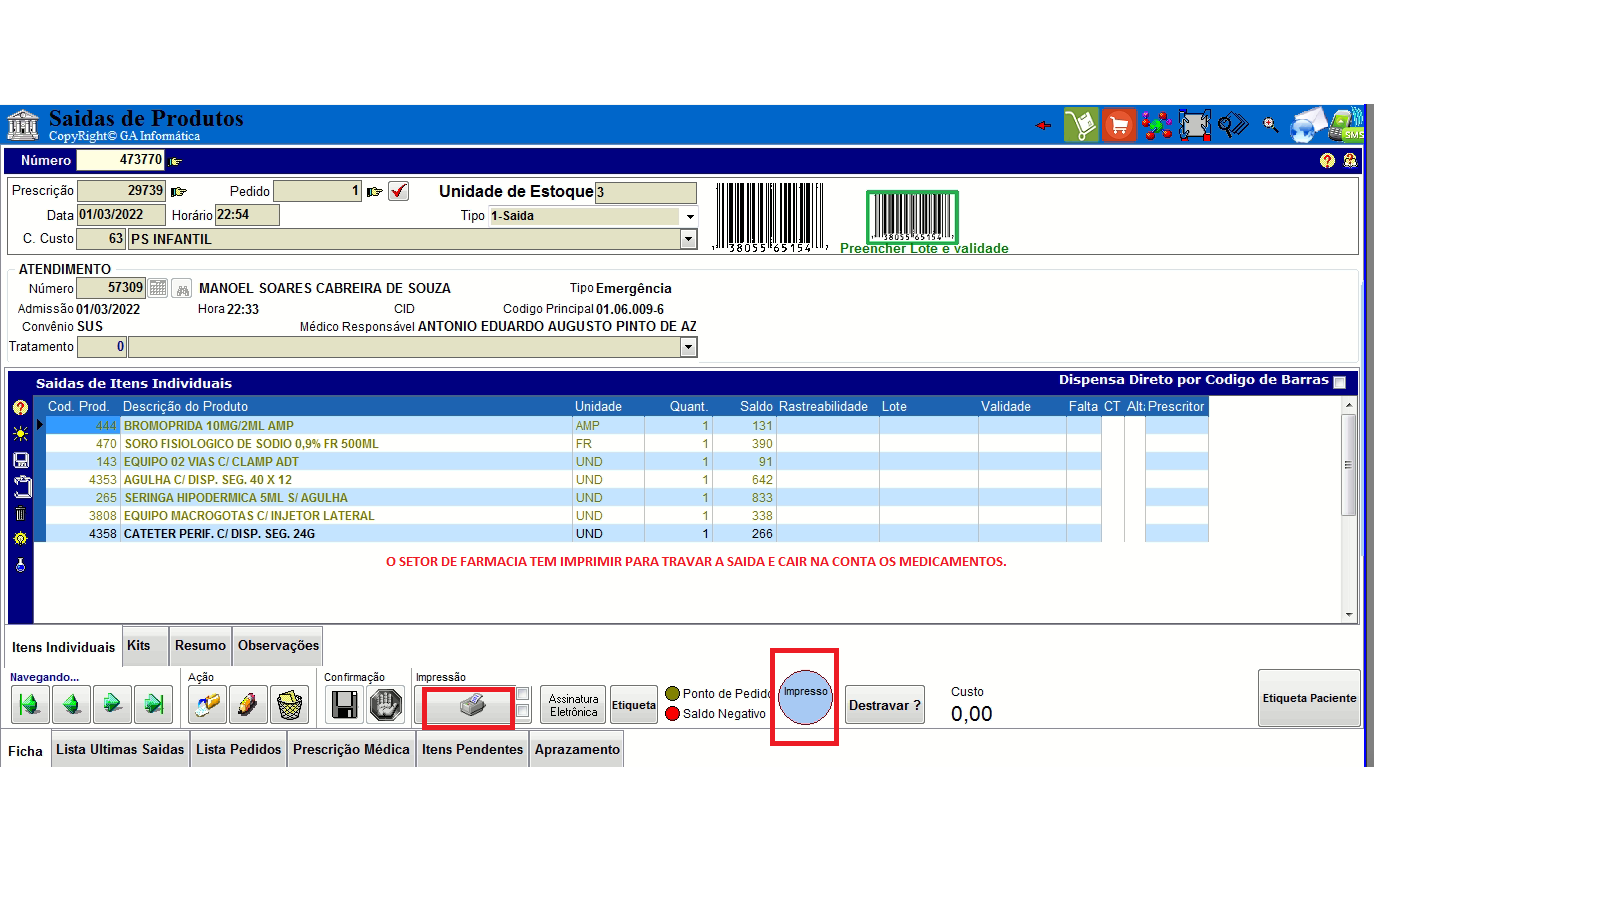 Saidas de Produtos
CopyRight© GA Informática
SMS
Número 473770
Prescrição 29739 Pedido 1 Unidade de Estoque 3
Data 01/03/2022 Horário 22:54 Tipo 1-Saida
C. Custo 63 PS INFANTIL
38055 65154
38055 65154
Preencher Lote e validade
ATENDIMENTO
Número 57309 MANOEL SOARES CABREIRA DE SOUZA Tipo Emergência
Admissão 01/03/2022 Hora 22:33 CID Codigo Principal 01.06.009-6
Convênio SUS Médico Responsável ANTONIO EDUARDO AUGUSTO PINTO DE AZ
Tratamento 0
Saidas de Itens Individuais Dispensa Direto por Codigo de Barras
Cod. Prod. Descrição do Produto Unidade Quant. Saldo Rastreabilidade Lote Validade Falta CT Alt Prescritor
444 BROMOPRIDA 10MG/2ML AMP AMP 1 131
470 SORO FISIOLOGICO DE SODIO 0,9% FR 500ML FR 1 390
143 EQUIPO 02 VIAS C/ CLAMP ADT UND 1 91
4353 AGULHA C/ DISP. SEG. 40 X 12 UND 1 642
265 SERINGA HIPODERMICA 5ML S/ AGULHA UND 1 833
3808 EQUIPO MACROGOTAS C/ INJETOR LATERAL UND 1 338
4358 CATETER PERIF. C/ DISP. SEG. 24G UND 1 266
O SETOR DE FARMACIA TEM IMPRIMIR PARA TRAVAR A SAIDA E CAIR NA CONTA OS MEDICAMENTOS.
Itens Individuais Kits Resumo Observações
Navegando... Ação Confirmação Impressão
Assinatura Eletrônica Etiqueta Ponto de Pedido Impresso Destravar ? Custo Etiqueta Paciente
Saldo Negativo 0,00
Ficha Lista Ultimas Saidas Lista Pedidos Prescrição Médica Itens Pendentes Aprazamento